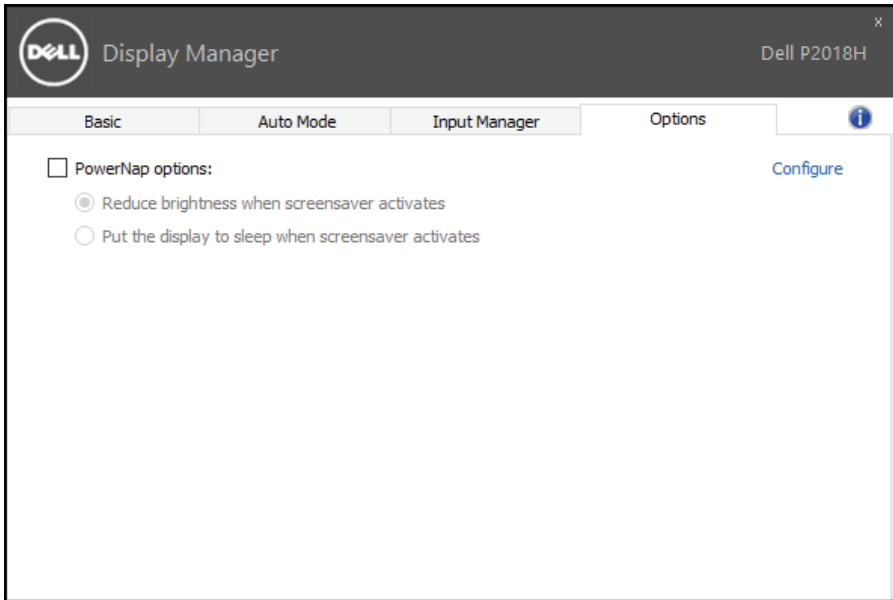 x
DELL Display Manager
Dell P2018H
Basic Auto Mode Input Manager Options i
PowerNap options: Configure
Reduce brightness when screensaver activates
Put the display to sleep when screensaver activates